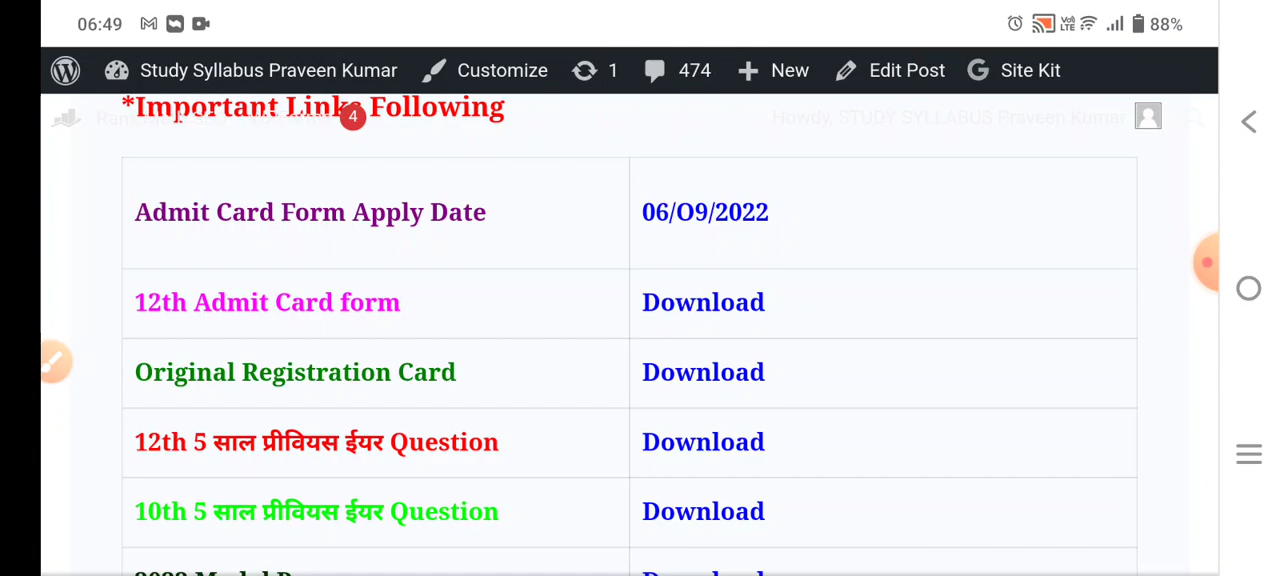 06:49
Vo)) LTE
88%
Study Syllabus Praveen Kumar
Customize
1
474
New
Edit Post
Site Kit
*Important Links Following
4
Howdy, STUDY SYLLABUS Praveen Kumar
Admit Card Form Apply Date
06/O9/2022
12th Admit Card form
Download
Original Registration Card
Download
12th 5 साल प्रीवियस ईयर Question
Download
10th 5 साल प्रीवियस ईयर Question
Download